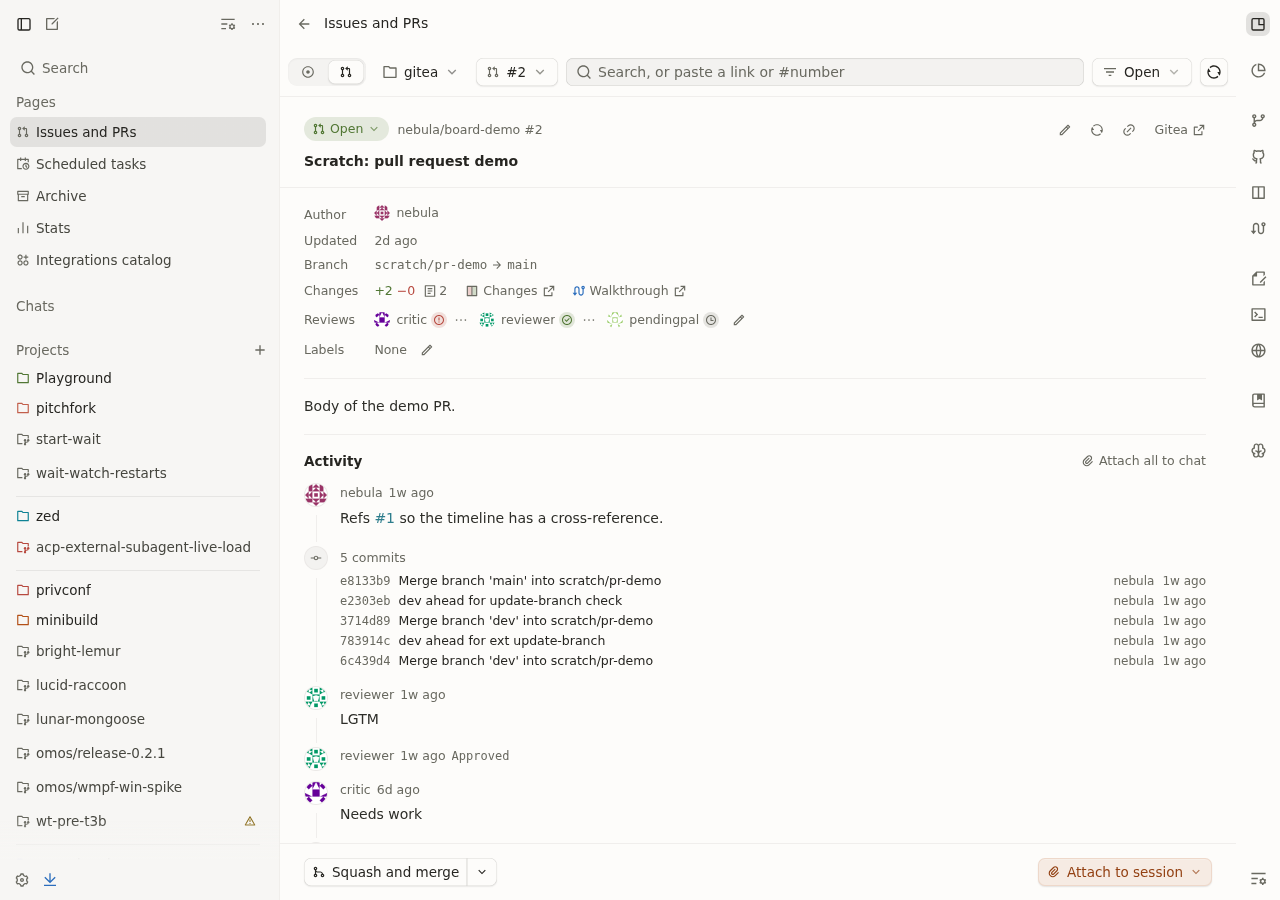 Issues and PRs
Search
gitea
#2
Search, or paste a link or #number
Open
Pages
Issues and PRs
Scheduled tasks
Archive
Stats
Integrations catalog
Chats
Projects
Playground
pitchfork
start-wait
wait-watch-restarts
zed
acp-external-subagent-live-load
privconf
minibuild
bright-lemur
lucid-raccoon
lunar-mongoose
omos/release-0.2.1
omos/wmpf-win-spike
wt-pre-t3b
Open nebula/board-demo #2 Gitea
Scratch: pull request demo
Author nebula
Updated 2d ago
Branch scratch/pr-demo → main
Changes +2 −0 2 Changes Walkthrough
Reviews critic ··· reviewer ··· pendingpal
Labels None
Body of the demo PR.
Activity Attach all to chat
nebula 1w ago
Refs #1 so the timeline has a cross-reference.
5 commits
e8133b9 Merge branch 'main' into scratch/pr-demo nebula 1w ago
e2303eb dev ahead for update-branch check nebula 1w ago
3714d89 Merge branch 'dev' into scratch/pr-demo nebula 1w ago
783914c dev ahead for ext update-branch nebula 1w ago
6c439d4 Merge branch 'dev' into scratch/pr-demo nebula 1w ago
reviewer 1w ago
LGTM
reviewer 1w ago Approved
critic 6d ago
Needs work
Squash and merge
Attach to session